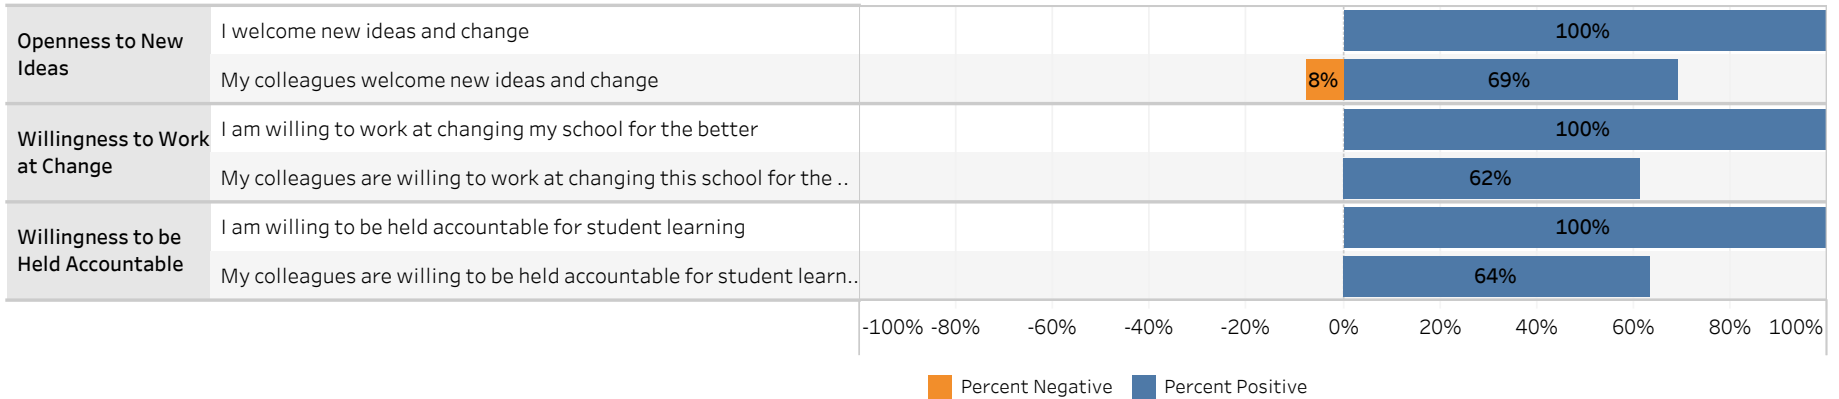 Openness to New
Ideas
I welcome new ideas and change
100%
My colleagues welcome new ideas and change
8%
69%
Willingness to Work
at Change
I am willing to work at changing my school for the better
100%
My colleagues are willing to work at changing this school for the ..
62%
Willingness to be
Held Accountable
I am willing to be held accountable for student learning
100%
My colleagues are willing to be held accountable for student learn..
64%
-100% -80% -60% -40% -20% 0% 20% 40% 60% 80% 100%
Percent Negative Percent Positive